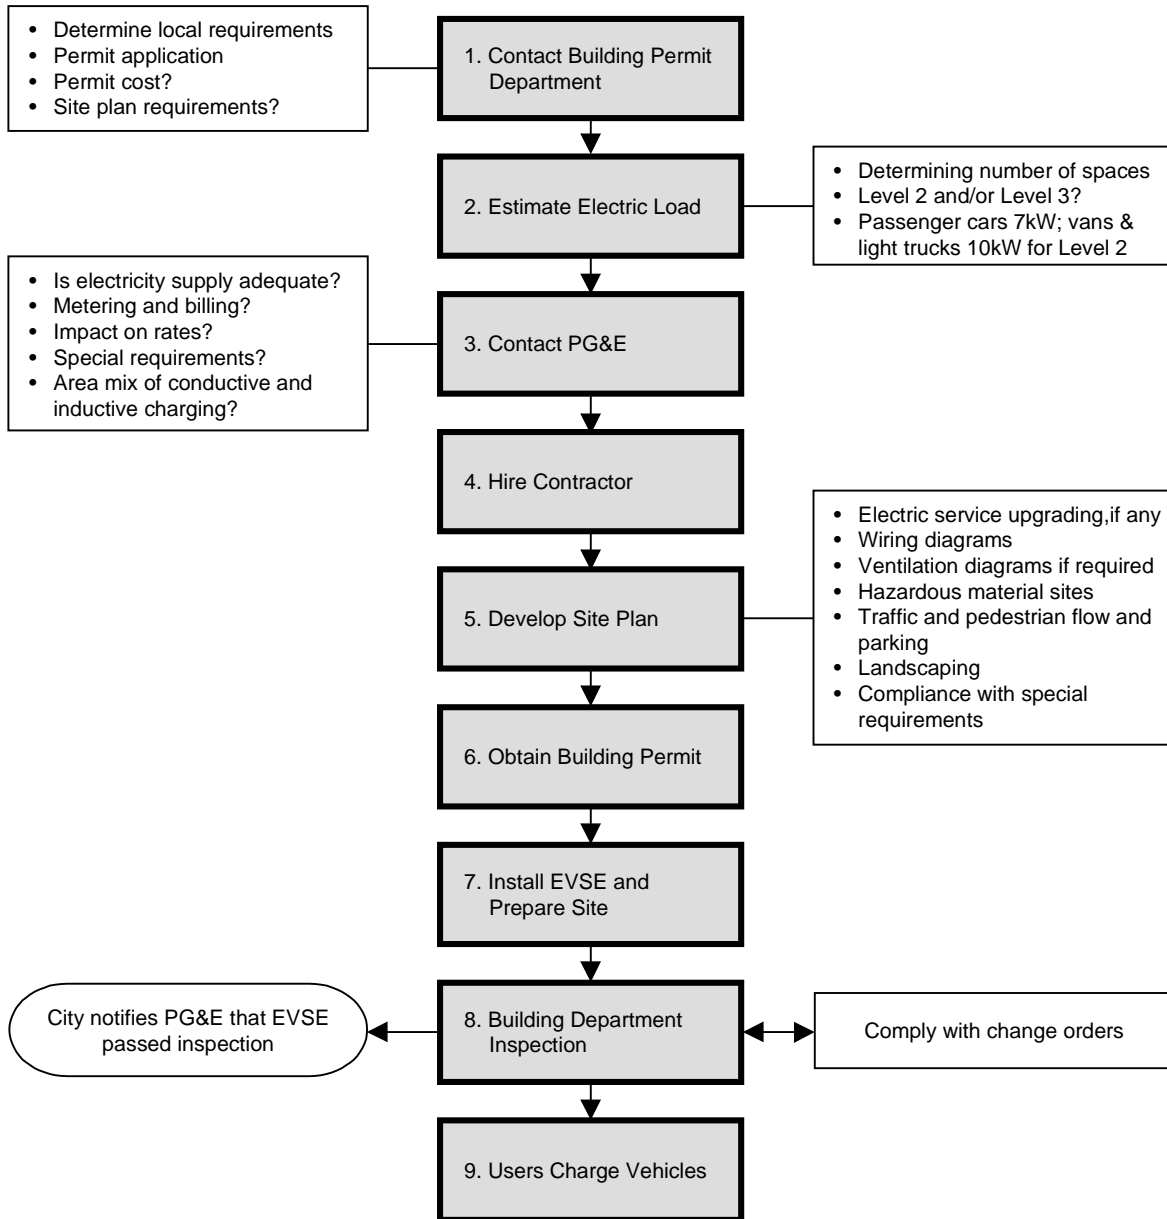 • Determine local requirements
• Permit application
• Permit cost?
• Site plan requirements?
1. Contact Building Permit
Department
2. Estimate Electric Load
• Determining number of spaces
• Level 2 and/or Level 3?
• Passenger cars 7kW; vans &
light trucks 10kW for Level 2
• Is electricity supply adequate?
• Metering and billing?
• Impact on rates?
• Special requirements?
• Area mix of conductive and
inductive charging?
3. Contact PG&E
4. Hire Contractor
5. Develop Site Plan
• Electric service upgrading,if any
• Wiring diagrams
• Ventilation diagrams if required
• Hazardous material sites
• Traffic and pedestrian flow and
parking
• Landscaping
• Compliance with special
requirements
6. Obtain Building Permit
7. Install EVSE and
Prepare Site
City notifies PG&E that EVSE
passed inspection
8. Building Department
Inspection
Comply with change orders
9. Users Charge Vehicles